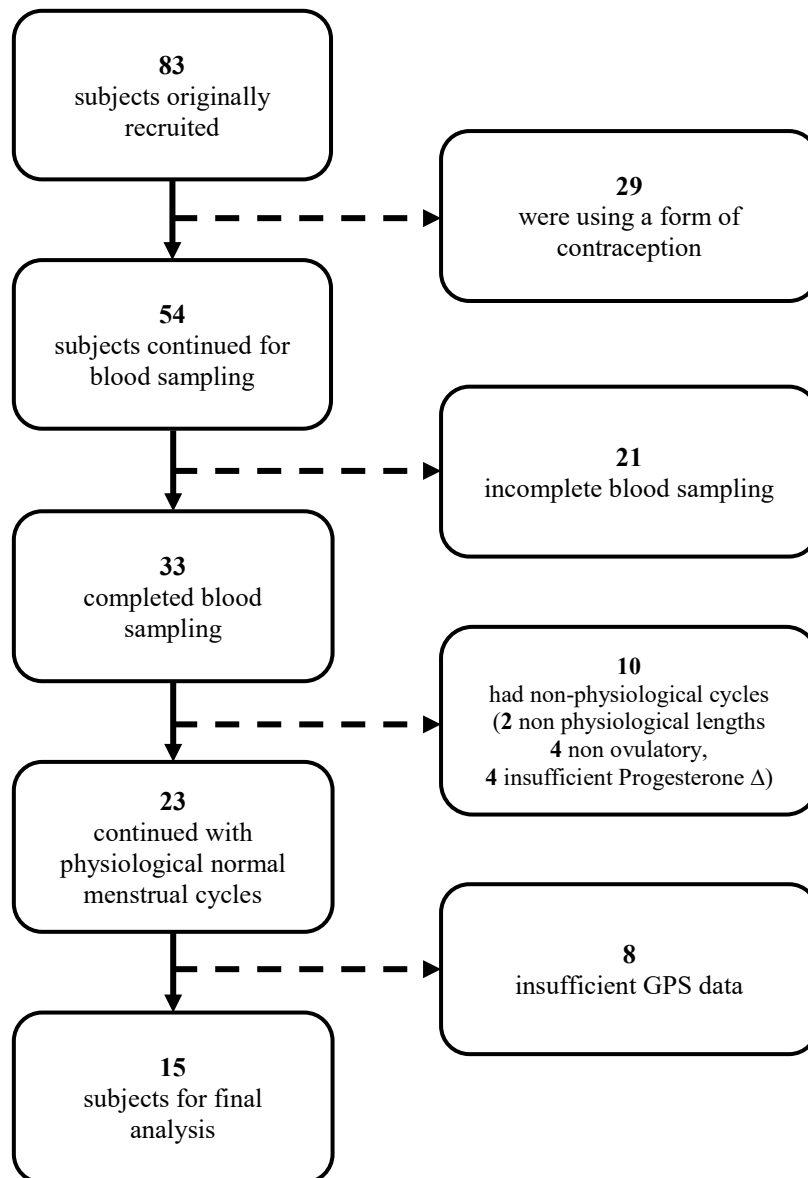 83
subjects originally
recruited
29
were using a form of
contraception
54
subjects continued for
blood sampling
21
incomplete blood sampling
33
completed blood
sampling
10
had non-physiological cycles
(2 non physiological lengths
4 non ovulatory,
4 insufficient Progesterone Δ)
23
continued with
physiological normal
menstrual cycles
8
insufficient GPS data
15
subjects for final
analysis